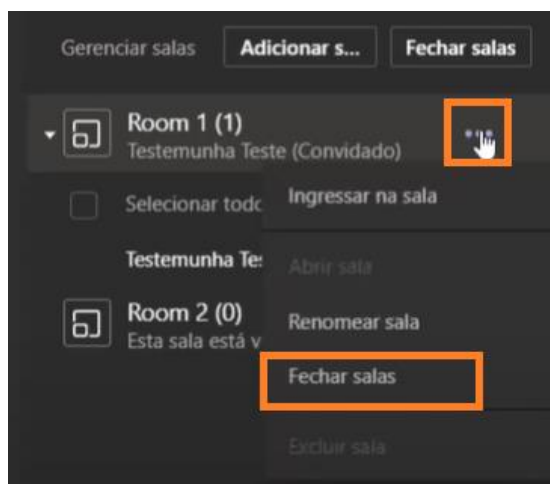 Gerenciar salas Adicionar s... Fechar salas
Room 1 (1)
Testemunha Teste (Convidado)
Selecionar todo
Ingressar na sala
Testemunha Te
Abrir sala
Room 2 (0)
Esta sala está v
Renomear sala
Fechar salas
Excluir sala